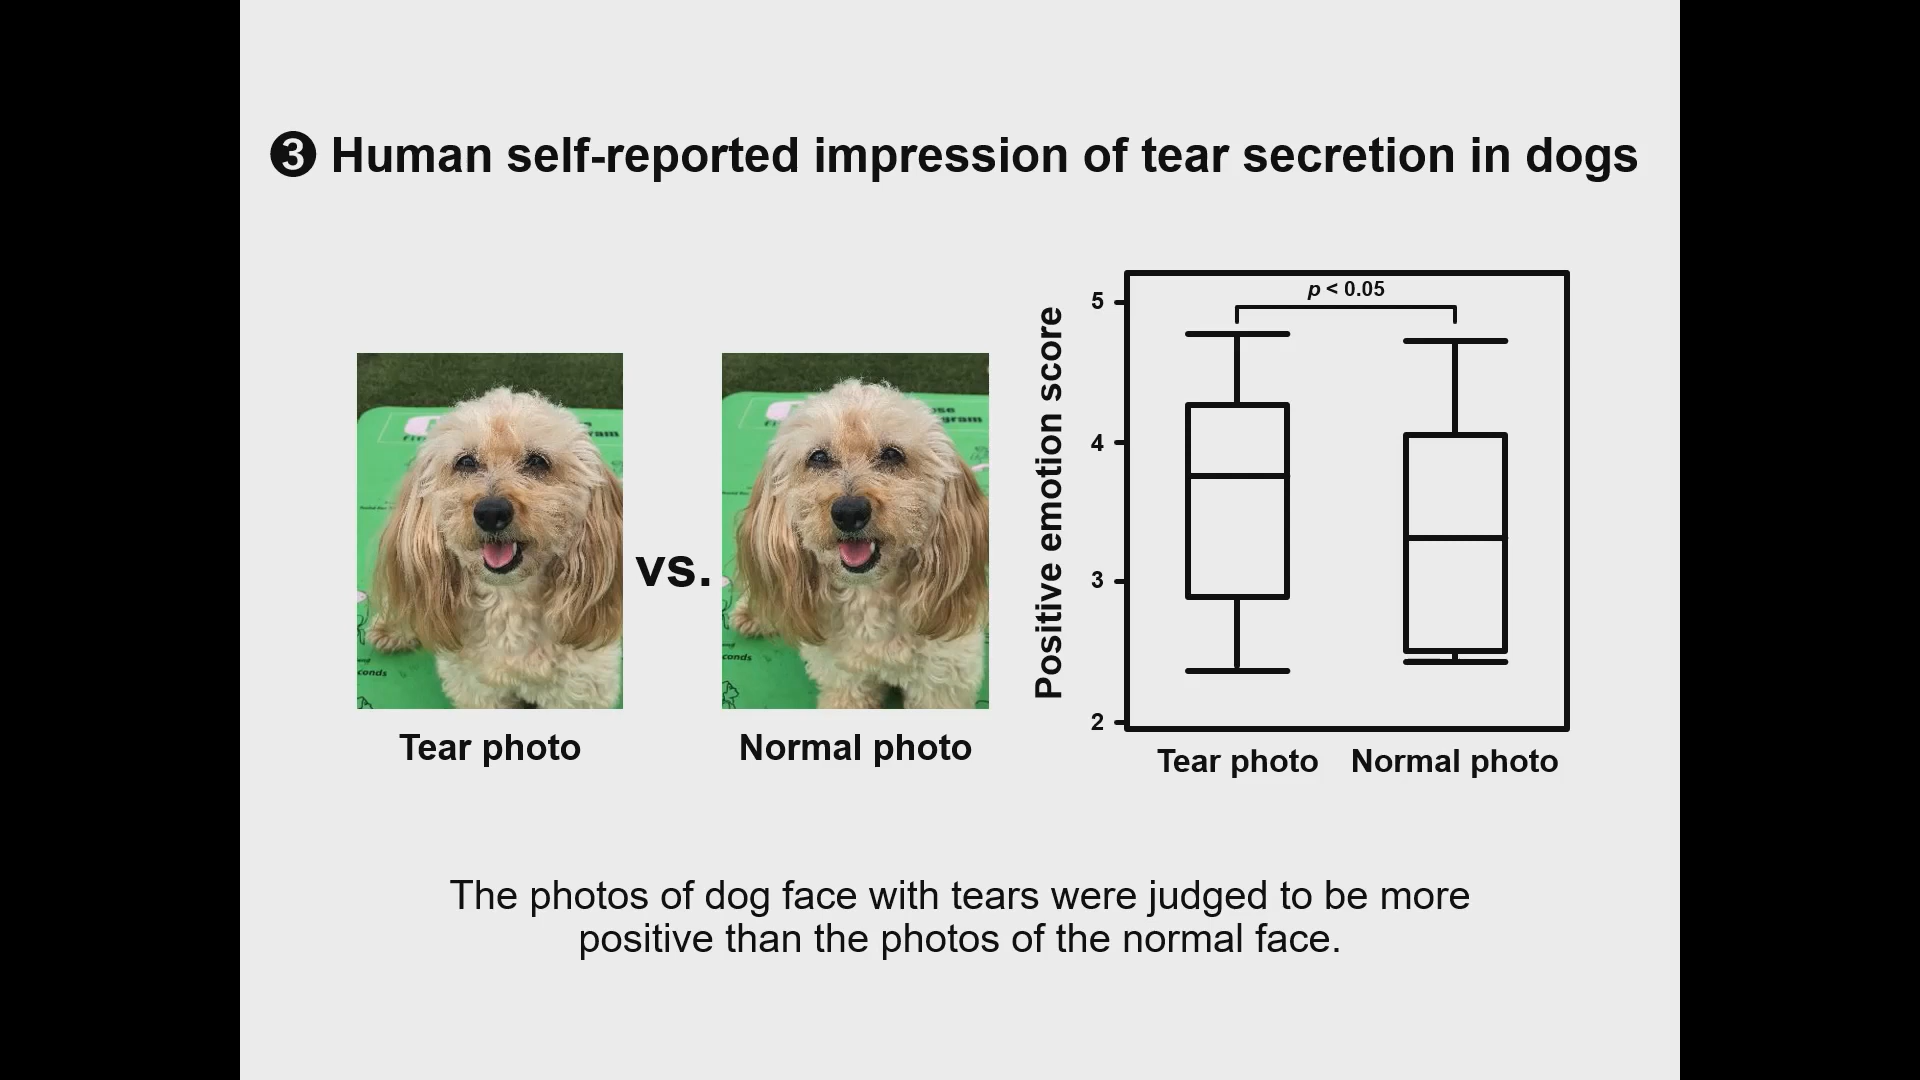 ❸ Human self-reported impression of tear secretion in dogs
vs.
Tear photo
Normal photo
Positive emotion score
5
4
3
2
p < 0.05
Tear photo
Normal photo
The photos of dog face with tears were judged to be more
positive than the photos of the normal face.